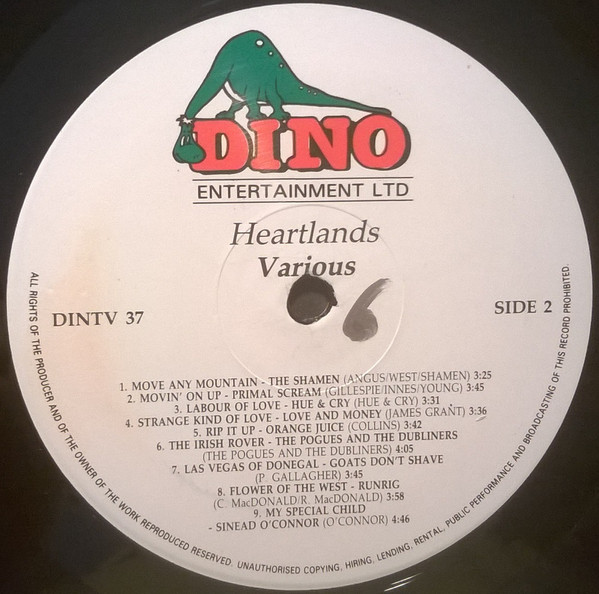 DINO
ENTERTAINMENT LTD
Heartlands
Various
6
DINTV 37
SIDE 2
1. MOVE ANY MOUNTAIN - THE SHAMEN (ANGUS/WEST/SHAMEN) 3:25
2. MOVIN' ON UP - PRIMAL SCREAM (GILLESPIE/INNES/YOUNG) 3:45
3. LABOUR OF LOVE - HUE & CRY (HUE & CRY) 3:31
4. STRANGE KIND OF LOVE - LOVE AND MONEY (JAMES GRANT) 3:36
5. RIP IT UP - ORANGE JUICE (COLLINS) 3:42
6. THE IRISH ROVER - THE POGUES AND THE DUBLINERS
(THE POGUES AND THE DUBLINERS) 4:05
7. LAS VEGAS OF DONEGAL - GOATS DON'T SHAVE
(P. GALLAGHER) 3:45
8. FLOWER OF THE WEST - RUNRIG
(C. MacDONALD/R. MacDONALD) 3:58
9. MY SPECIAL CHILD
- SINEAD O'CONNOR (O'CONNOR) 4:46
ALL RIGHTS OF THE PRODUCER AND OF THE OWNER OF THE WORK REPRODUCED RESERVED. UNAUTHORISED COPYING, HIRING, LENDING, RENTAL, PUBLIC PERFORMANCE AND BROADCASTING OF THIS RECORD PROHIBITED.